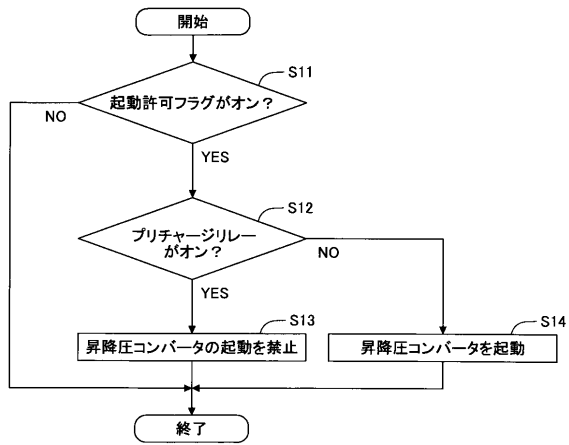 開始
S11
起動許可フラグがオン？
NO
YES
S12
プリチャージリレー
がオン？
NO
YES
S13
昇降圧コンバータの起動を禁止
S14
昇降圧コンバータを起動
終了